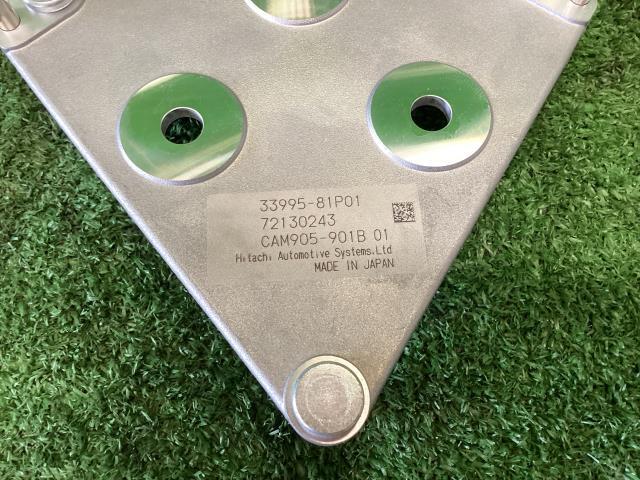 33995-81P01
72130243
CAM905-901B 01
Hitachi Automotive Systems,Ltd
MADE IN JAPAN